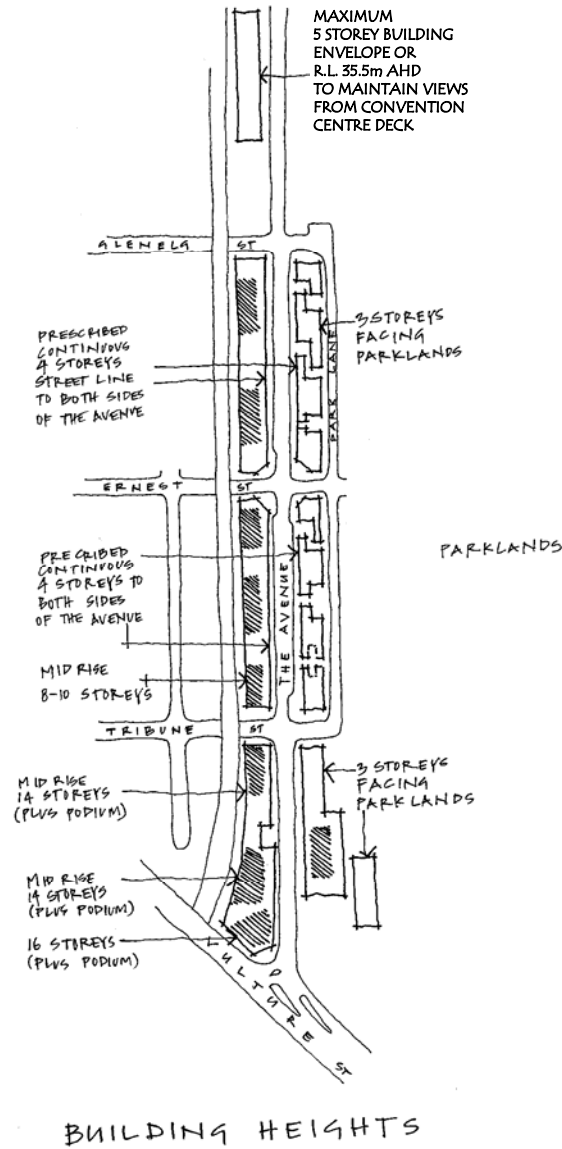 MAXIMUM
5 STOREY BUILDING
ENVELOPE OR
R.L. 35.5m AHD
TO MAINTAIN VIEWS
FROM CONVENTION
CENTRE DECK
GLENELG ST
3 STOREYS
FACING
PARKLANDS
PRESCRIBED
CONTINUOUS
4 STOREYS
STREET LINE
TO BOTH SIDES
OF THE AVENUE
PARK LANE
ERNEST ST
PARKLANDS
PRECRIBED
CONTINUOUS
4 STOREYS TO
BOTH SIDES
OF THE AVENUE
THE AVENUE
MID RISE
8-10 STOREYS
TRIBUNE ST
3 STOREYS
FACING
PARKLANDS
MID RISE
14 STOREYS
(PLUS PODIUM)
MID RISE
14 STOREYS
(PLUS PODIUM)
16 STOREYS
(PLUS PODIUM)
ST
BUILDING HEIGHTS